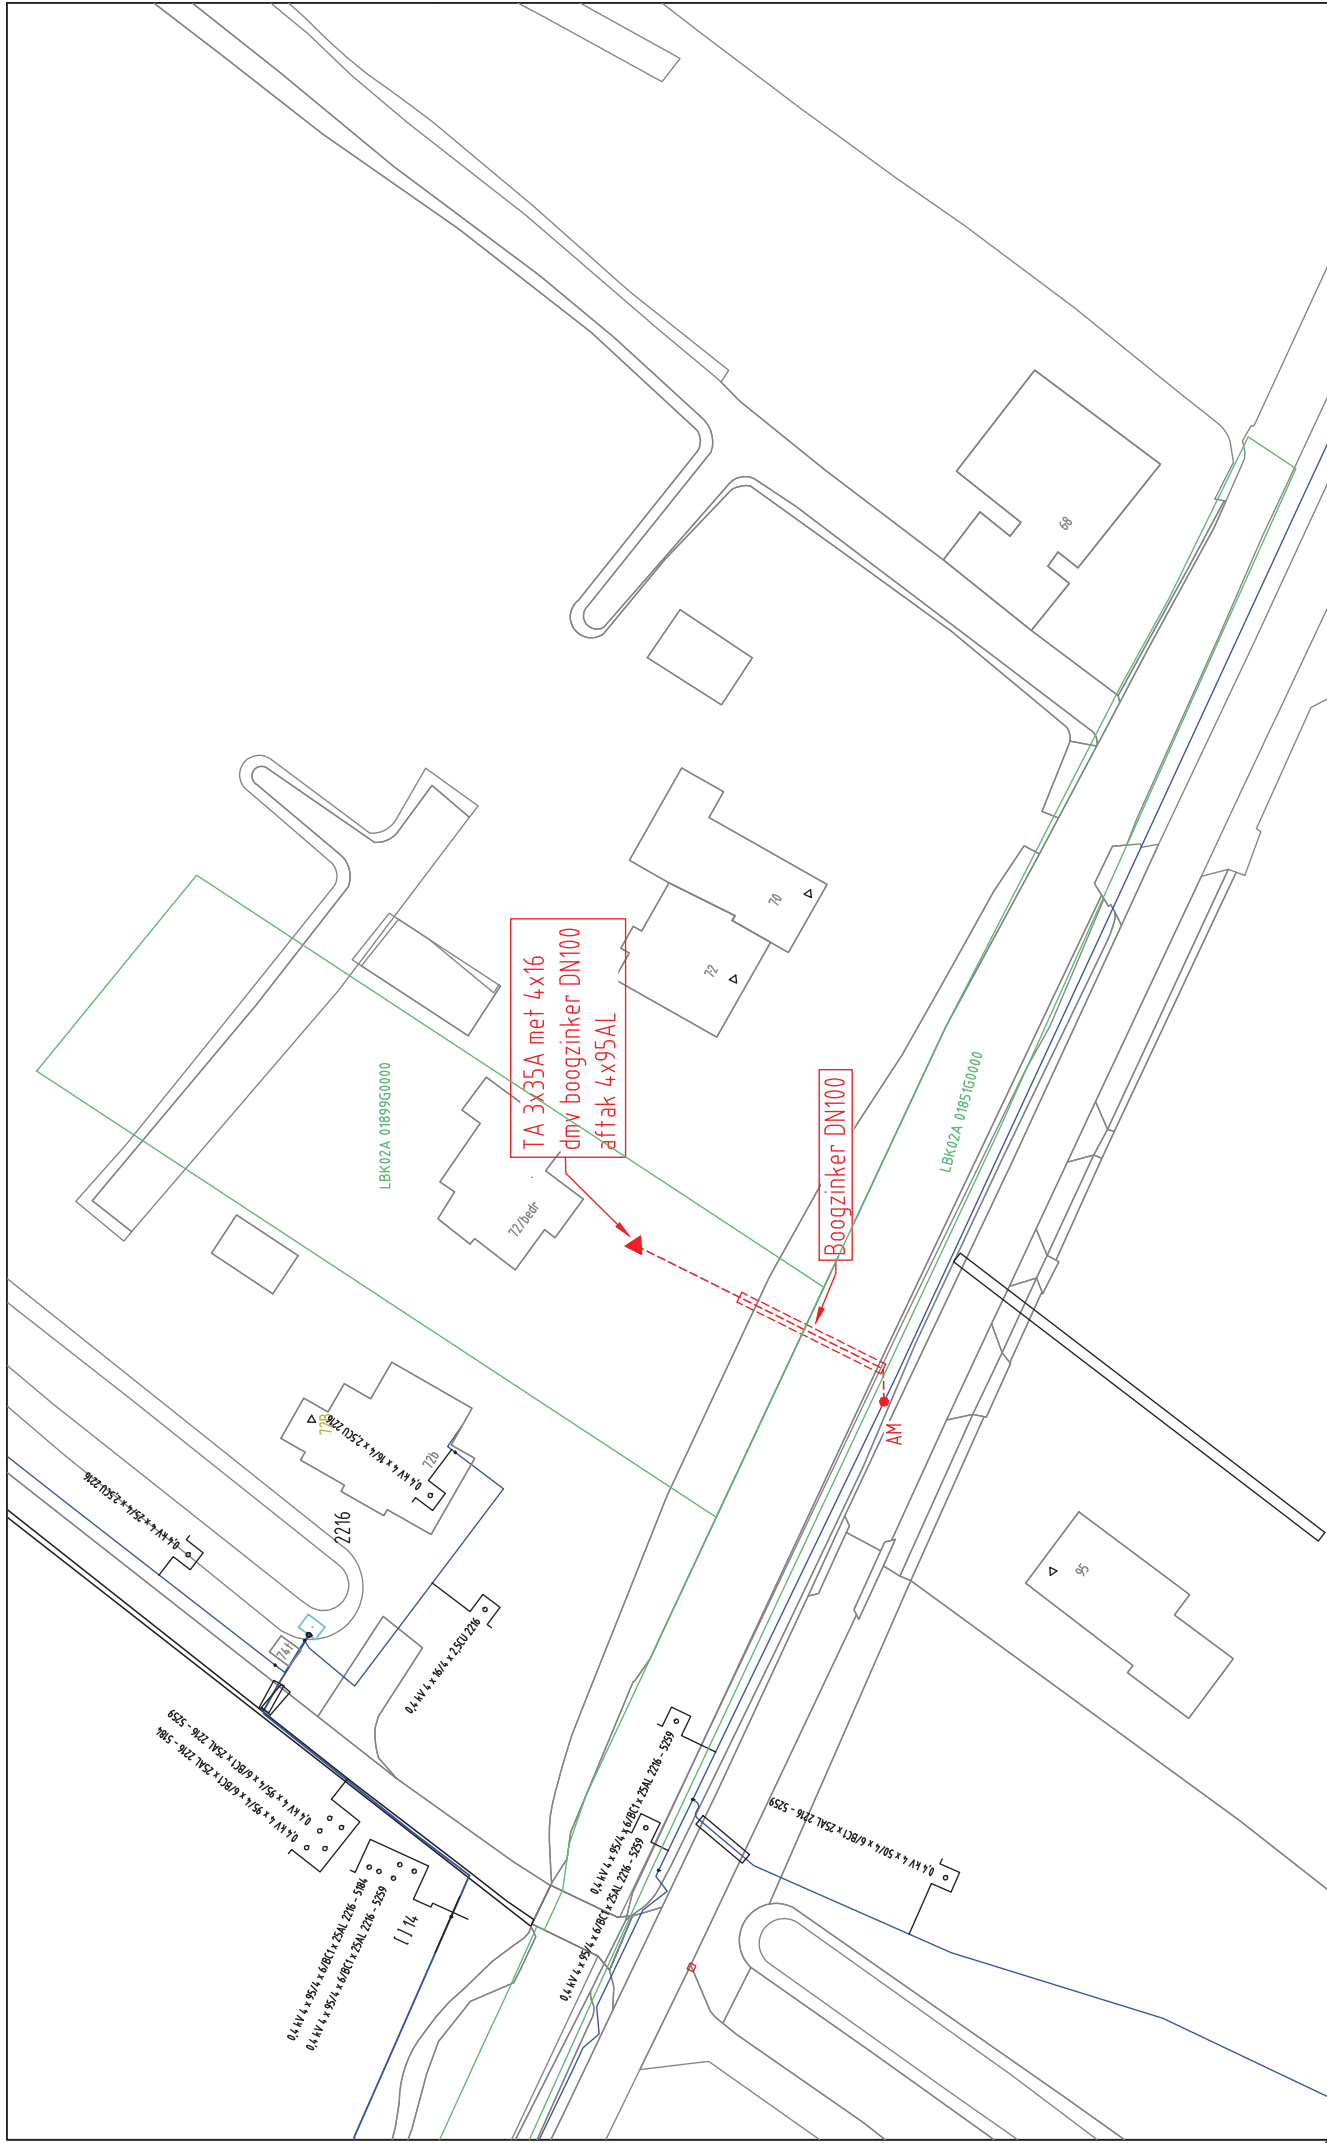 0,4 kV 4 x 25/4 x 2,5CU 2216
72B
0,4 kV 4 x 16/4 x 2,5CU 2216
72b
2216
74t
0,4 kV 4 x 16/4 x 2,5CU 2216
0,4 kV 4 x 95/4 x 6/BC1 x 25AL 2216 - 5259
0,4 kV 4 x 95/4 x 6/BC1 x 25AL 2216 - 5184
0,4 kV 4 x 95/4 x 6/BC1 x 25AL 2216 - 5184
0,4 kV 4 x 95/4 x 6/BC1 x 25AL 2216 - 5259
[ ] 14
LBK02A 01899G0000
72/bedr
TA 3x35A met 4x16
dmv boogzinker DN100
aftak 4x95AL
72
70
68
Boogzinker DN100
LBK02A 01851G0000
AM
95
0,4 kV 4 x 95/4 x 6/BC1 x 25AL 2216 - 5259
0,4 kV 4 x 95/4 x 6/BC1 x 25AL 2216 - 5259
0,4 kV 4 x 50/4 x 6/BC1 x 25AL 2216 - 5259